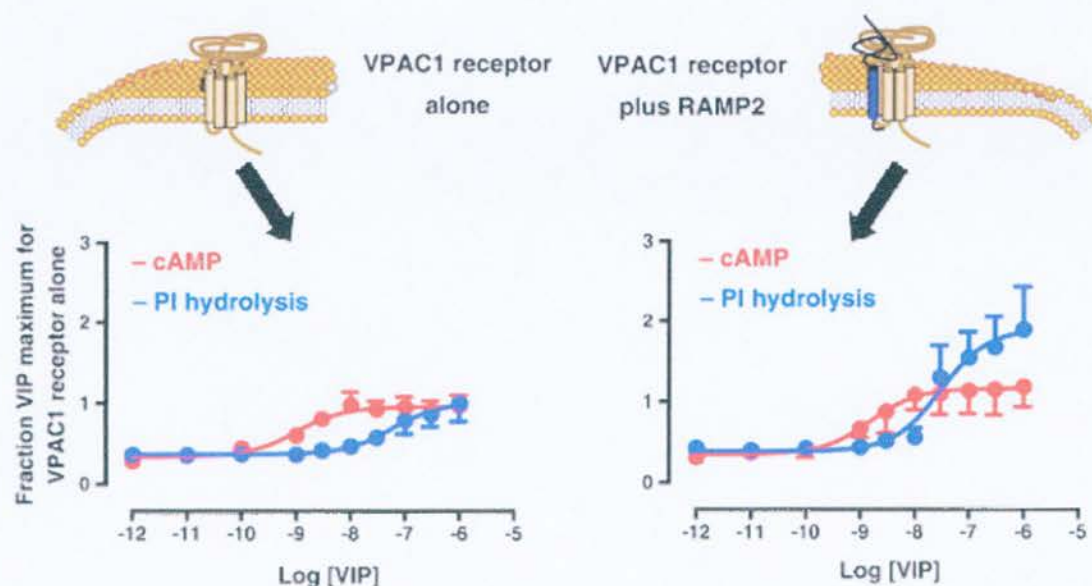 VPAC1 receptor
alone
VPAC1 receptor
plus RAMP2
Fraction VIP maximum for
VPAC1 receptor alone
3
2
1
0
– cAMP
– PI hydrolysis
-12 -11 -10 -9 -8 -7 -6 -5
Log [VIP]
3
2
1
0
– cAMP
– PI hydrolysis
-12 -11 -10 -9 -8 -7 -6 -5
Log [VIP]